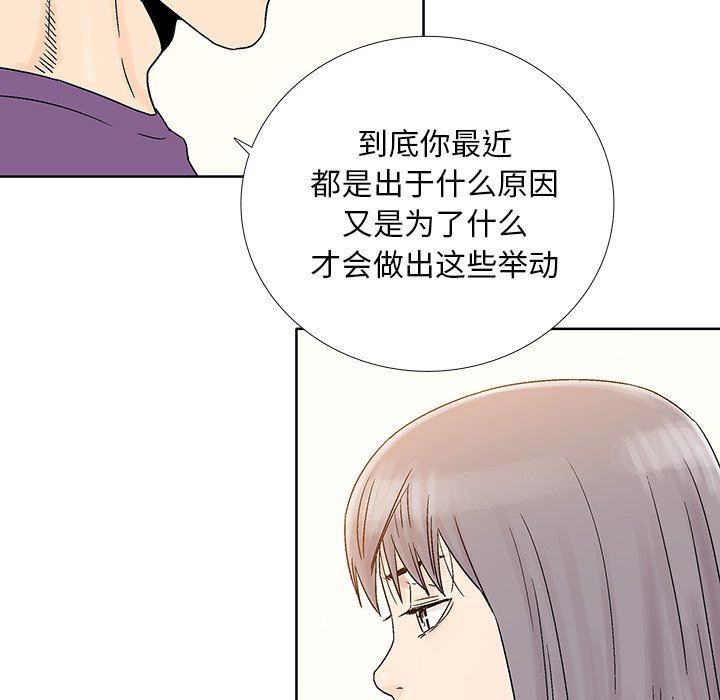 到底你最近
都是出于什么原因
又是为了什么
才会做出这些举动